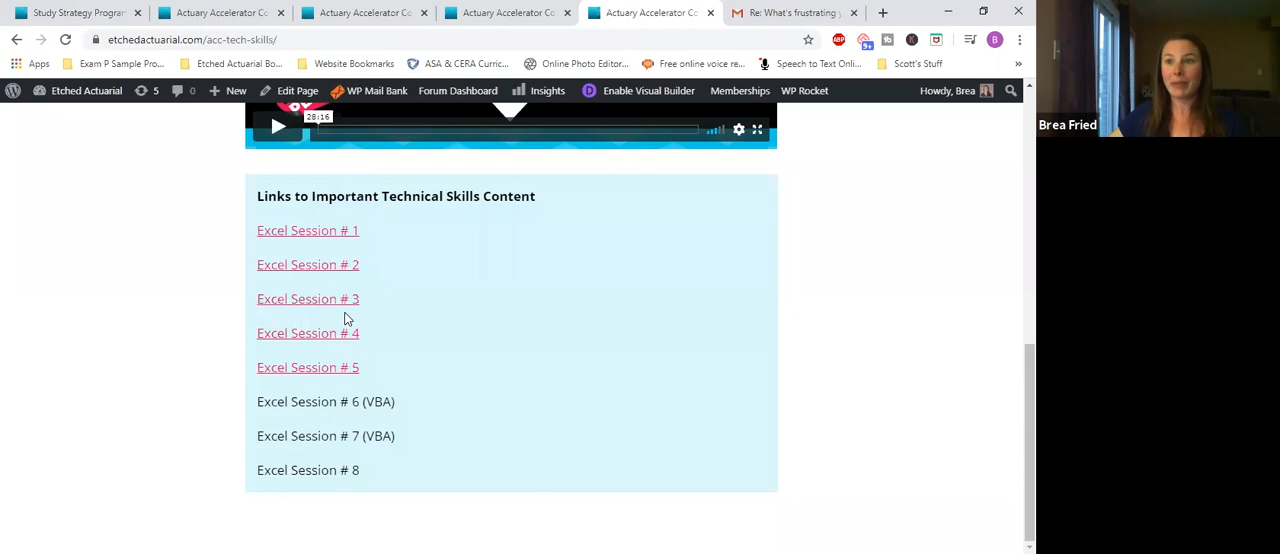 Study Strategy Program
Actuary Accelerator Co
Actuary Accelerator Co
Actuary Accelerator Co
Actuary Accelerator Co
Re: What's frustrating y
etchedactuarial.com/acc-tech-skills/
ABP
9+
B
Apps
Exam P Sample Pro...
Etched Actuarial Bo...
Website Bookmarks
ASA & CERA Curric...
Online Photo Editor...
Free online voice re...
Speech to Text Onli...
Scott's Stuff
Etched Actuarial
5
0
New
Edit Page
WP Mail Bank
Forum Dashboard
Insights
Enable Visual Builder
Memberships
WP Rocket
Howdy, Brea
28:16
Brea Fried
Links to Important Technical Skills Content
Excel Session # 1
Excel Session # 2
Excel Session # 3
Excel Session # 4
Excel Session # 5
Excel Session # 6 (VBA)
Excel Session # 7 (VBA)
Excel Session # 8